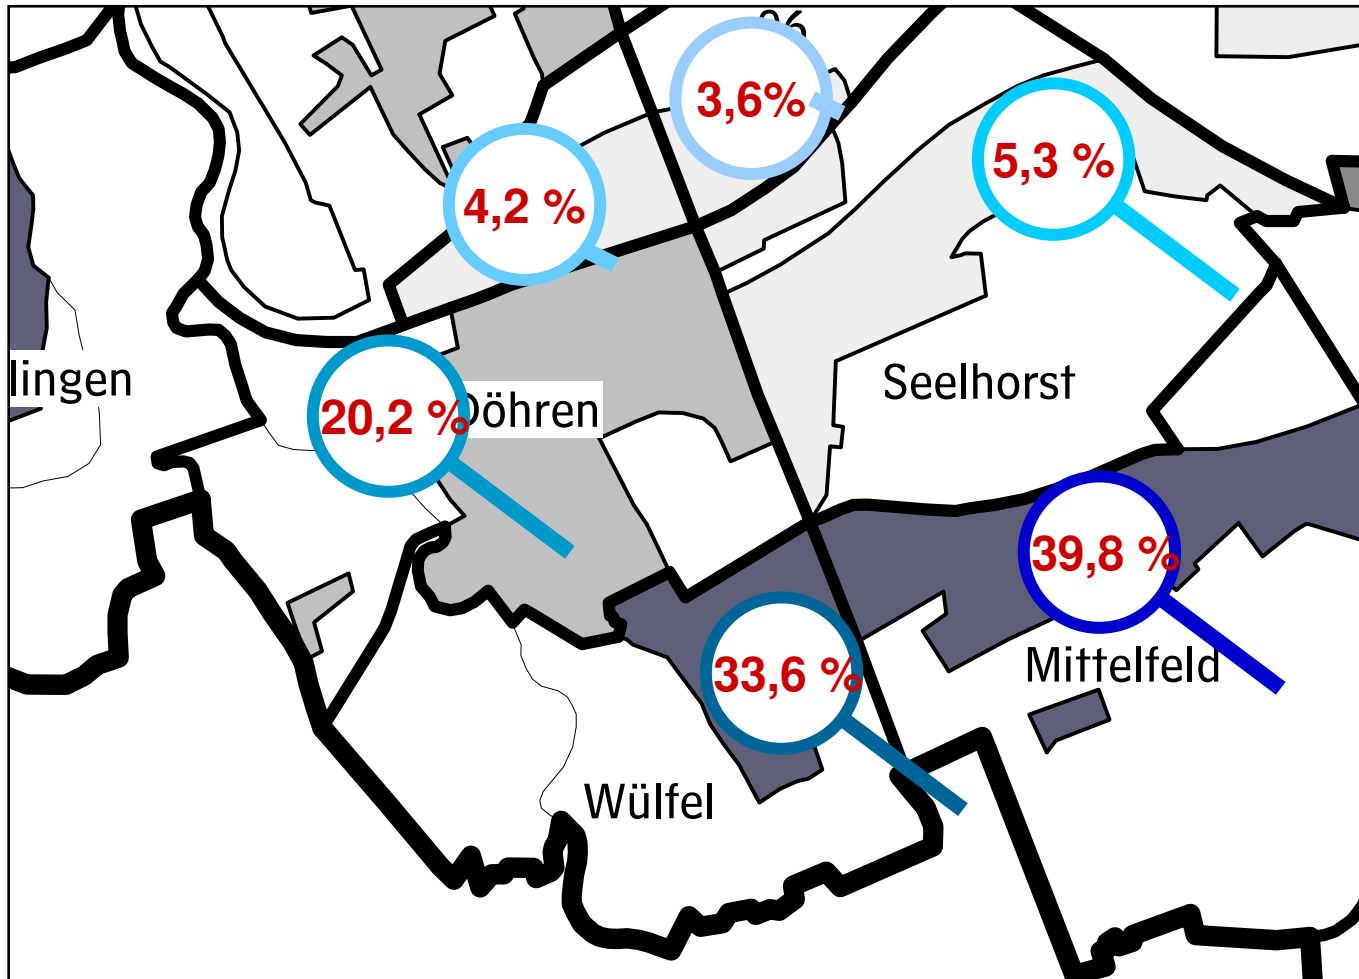 %
3,6%
5,3 %
4,2 %
lingen
Seelhorst
20,2 %
Döhren
39,8 %
33,6 %
Mittelfeld
Wülfel